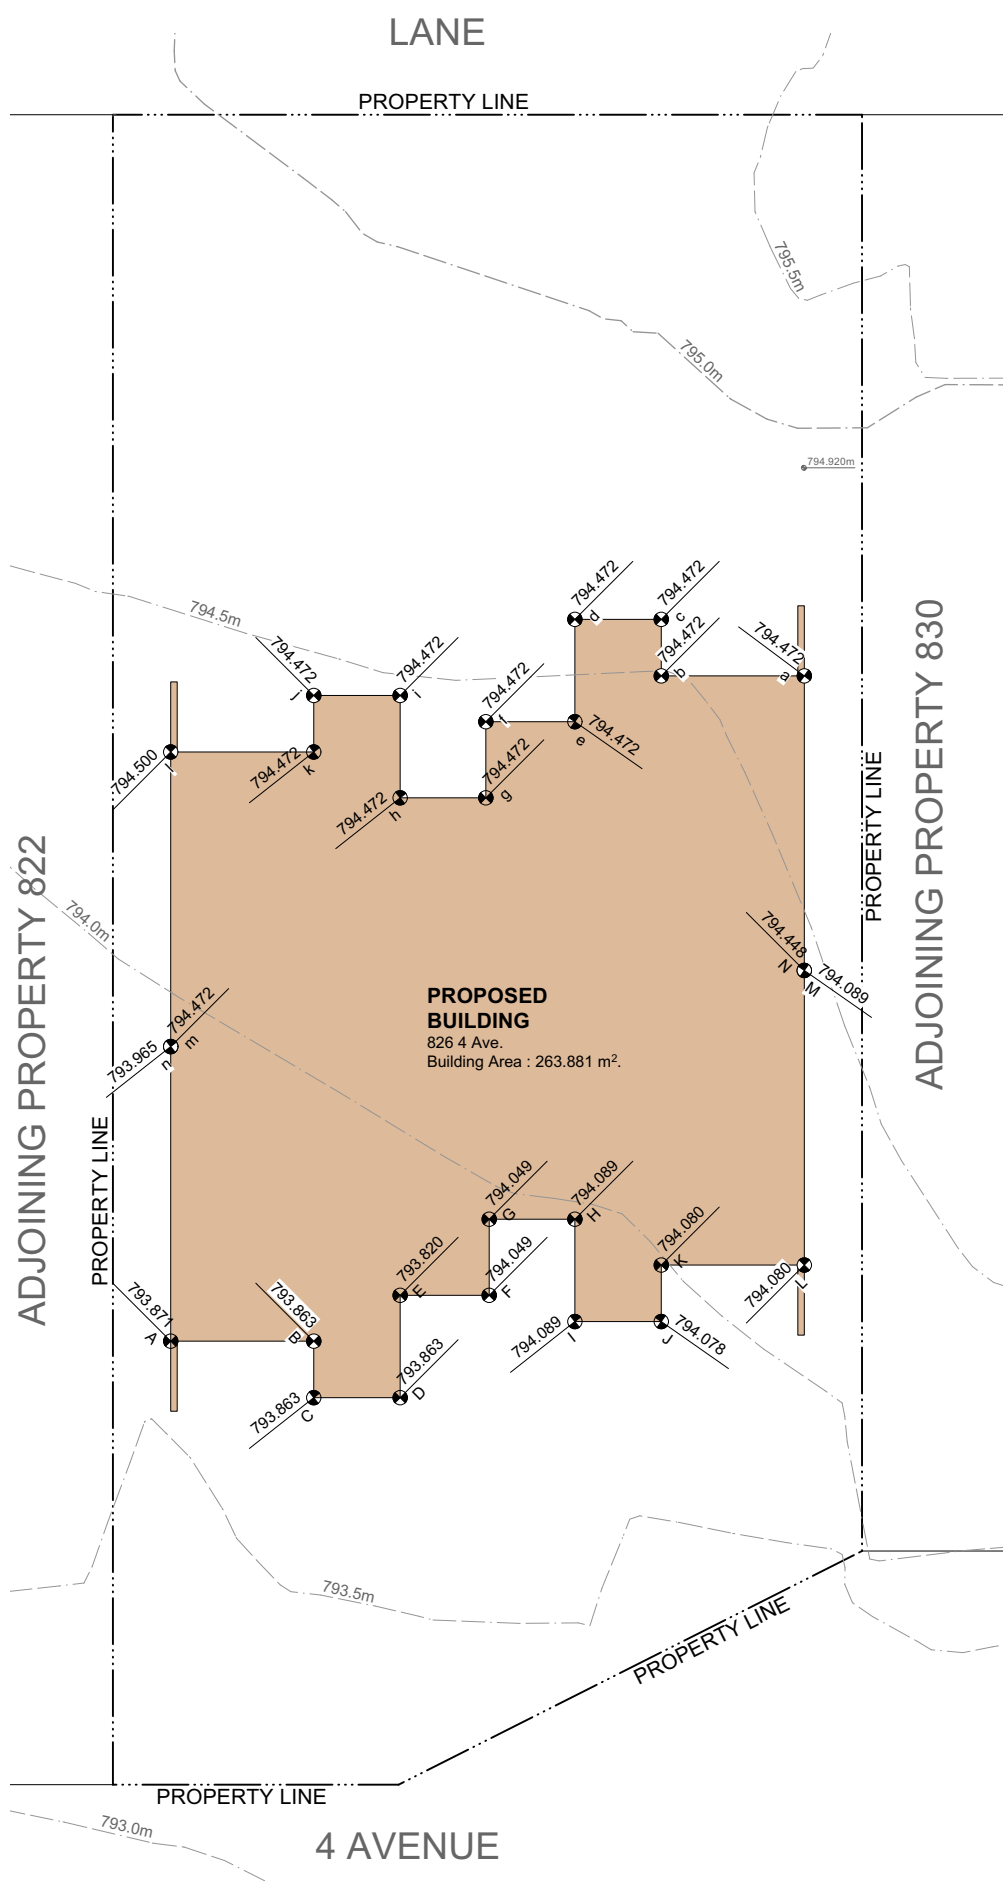 LANE
PROPERTY LINE
795.5m
795.0m
794.920m
794.5m
794.472
d
794.472
c
794.472
b
794.472
a
794.472
j
794.472
i
794.472
f
794.472
e
794.500
l
794.472
k
794.472
h
794.472
g
PROPERTY LINE
ADJOINING PROPERTY 830
ADJOINING PROPERTY 822
794.0m
794.448
N
794.089
M
794.472
m
793.965
n
PROPOSED
BUILDING
826 4 Ave.
Building Area : 263.881 m².
PROPERTY LINE
794.049
G
794.089
H
793.820
E
794.049
F
794.080
K
794.080
L
793.871
A
793.863
B
794.089
I
794.078
J
793.863
C
793.863
D
793.5m
PROPERTY LINE
PROPERTY LINE
793.0m
4 AVENUE